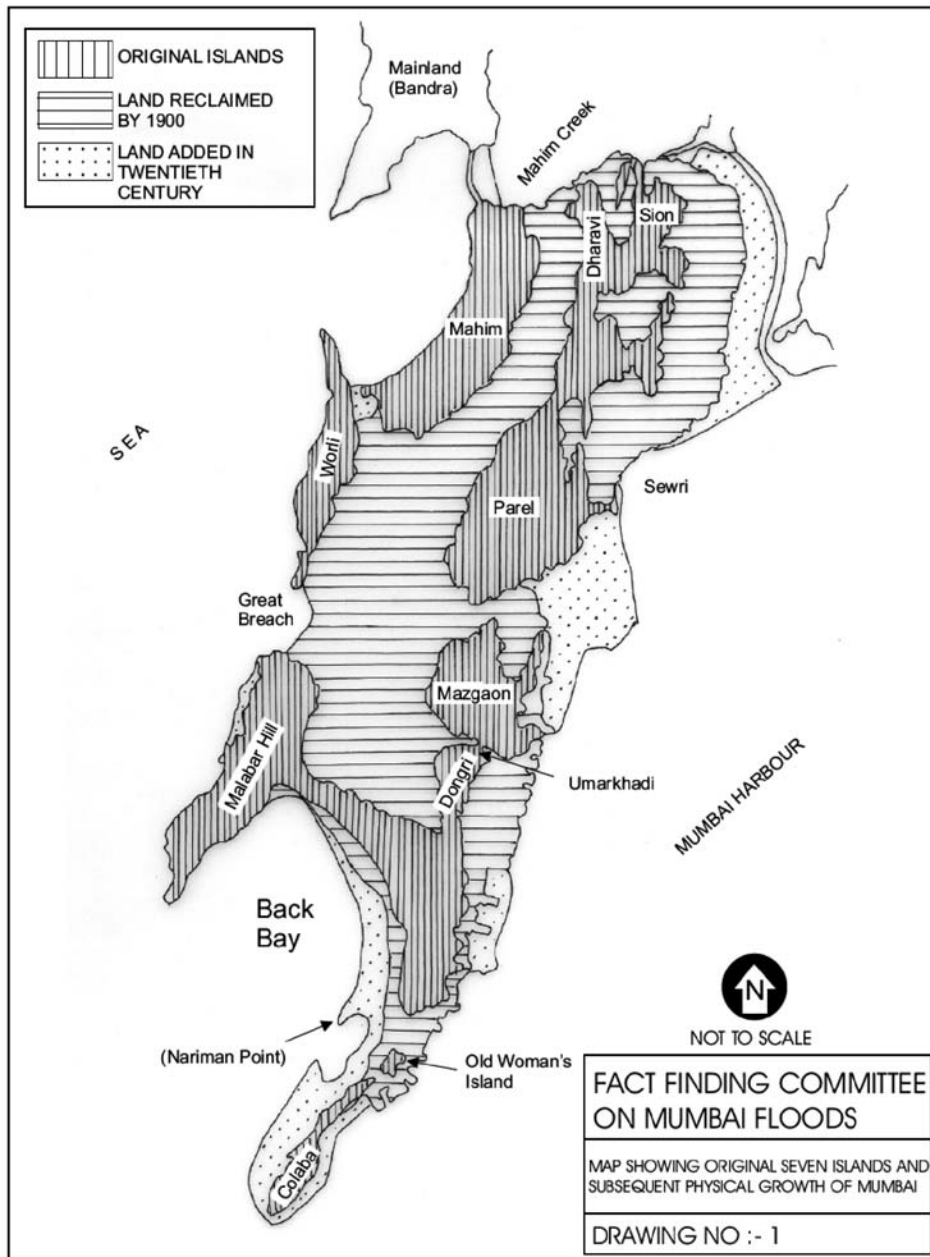 ORIGINAL ISLANDS
LAND RECLAIMED
BY 1900
LAND ADDED IN
TWENTIETH
CENTURY
Mainland
(Bandra)
Mahim Creek
Sion
Dharavi
Mahim
SEA
Worli
Sewri
Parel
Great
Breach
Mazgaon
Malabar Hill
Dongri
Umarkhadi
MUMBAI HARBOUR
Back
Bay
N
NOT TO SCALE
(Nariman Point)
Old Woman's
Island
Colaba
FACT FINDING COMMITTEE
ON MUMBAI FLOODS
MAP SHOWING ORIGINAL SEVEN ISLANDS AND
SUBSEQUENT PHYSICAL GROWTH OF MUMBAI
DRAWING NO :- 1